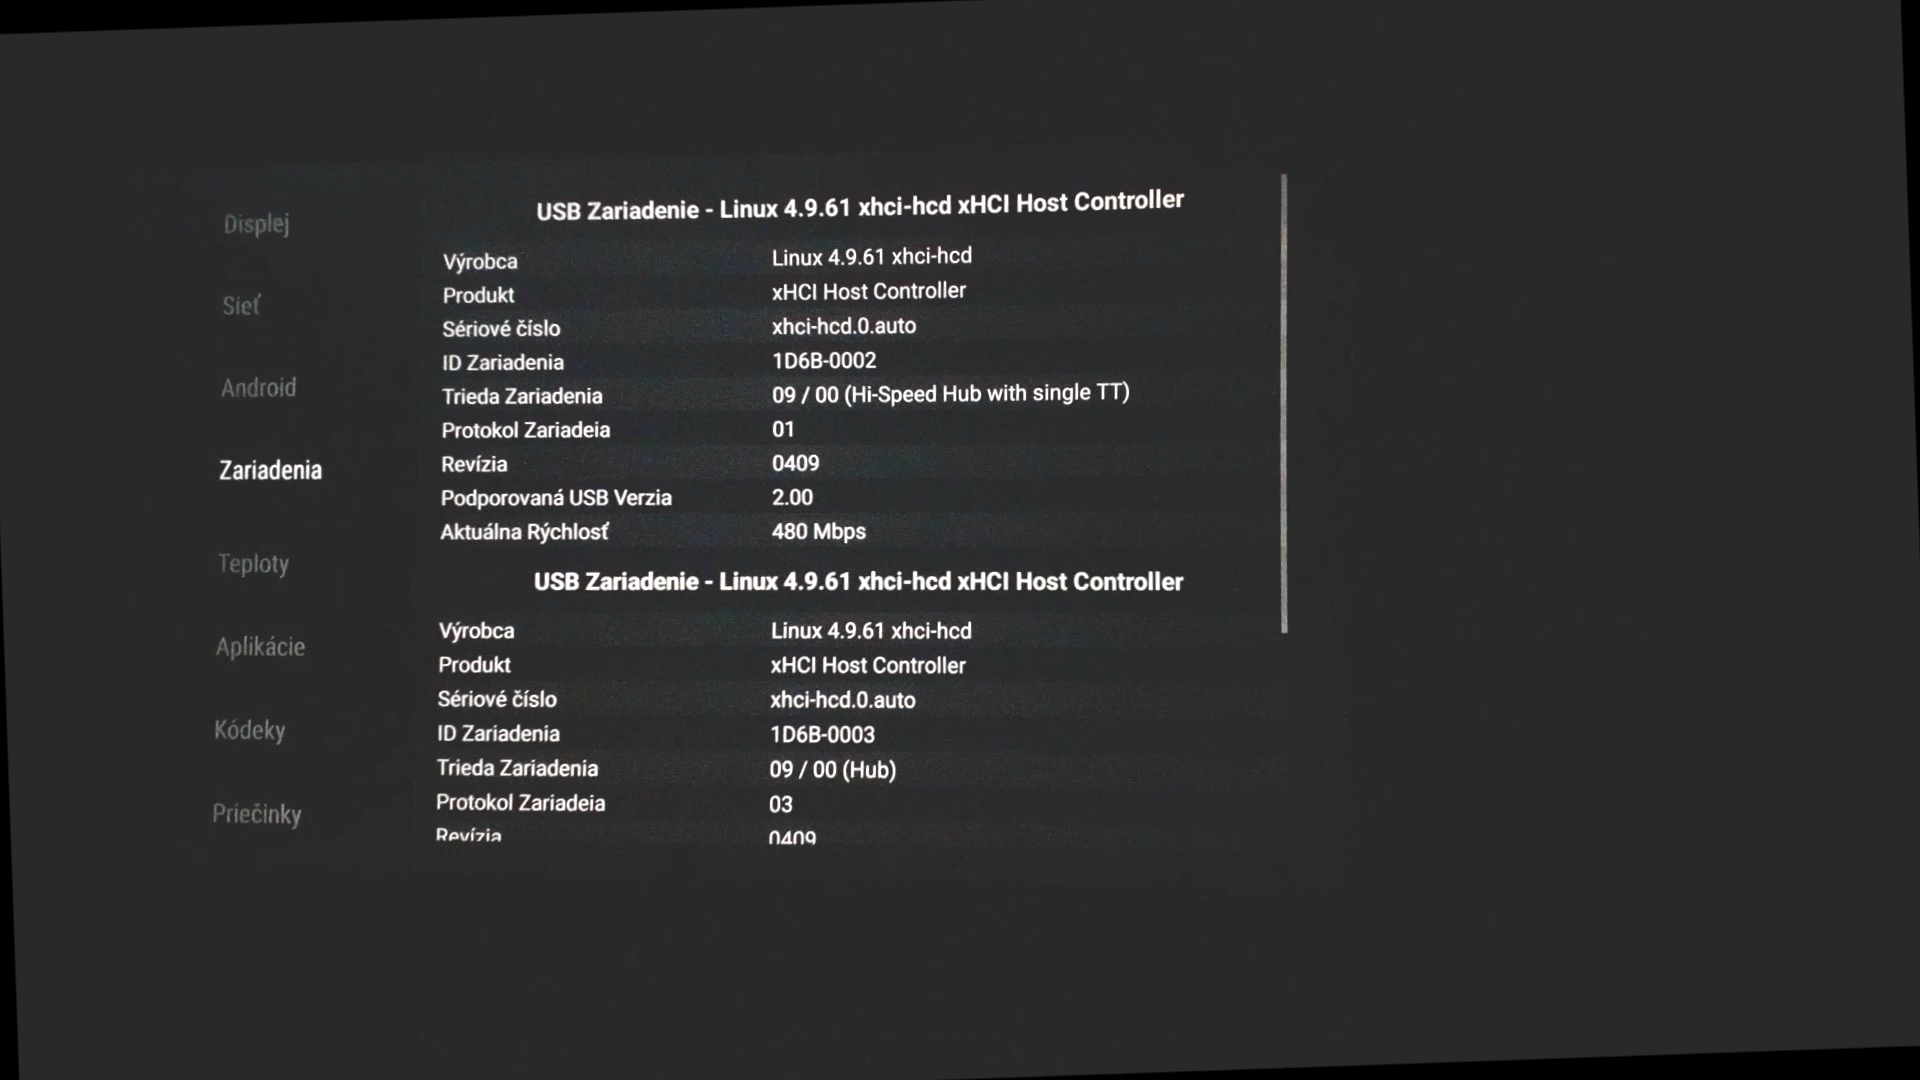 Displej
Sieť
Android
Zariadenia
Teploty
Aplikácie
Kódeky
Priečinky
USB Zariadenie - Linux 4.9.61 xhci-hcd xHCI Host Controller
Výrobca Linux 4.9.61 xhci-hcd
Produkt xHCI Host Controller
Sériové číslo xhci-hcd.0.auto
ID Zariadenia 1D6B-0002
Trieda Zariadenia 09 / 00 (Hi-Speed Hub with single TT)
Protokol Zariadeia 01
Revízia 0409
Podporovaná USB Verzia 2.00
Aktuálna Rýchlosť 480 Mbps
USB Zariadenie - Linux 4.9.61 xhci-hcd xHCI Host Controller
Výrobca Linux 4.9.61 xhci-hcd
Produkt xHCI Host Controller
Sériové číslo xhci-hcd.0.auto
ID Zariadenia 1D6B-0003
Trieda Zariadenia 09 / 00 (Hub)
Protokol Zariadeia 03
Revízia 0409